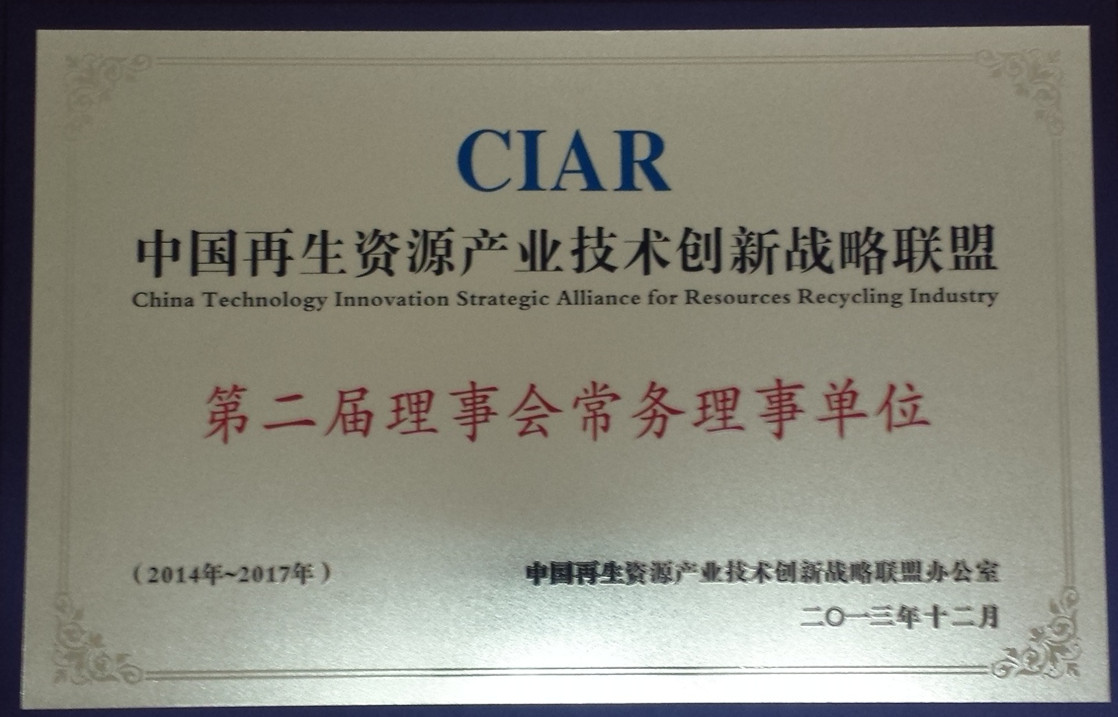 CIAR
中国再生资源产业技术创新战略联盟
China Technology Innovation Strategic Alliance for Resources Recycling Industry
第二届理事会常务理事单位
（2014年~2017年）
中国再生资源产业技术创新战略联盟办公室
二〇一三年十二月